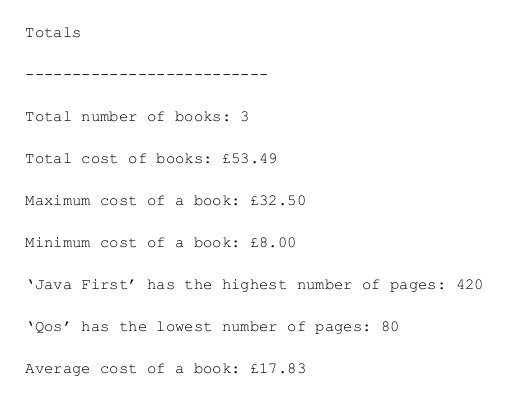 Totals
--------------------------
Total number of books: 3
Total cost of books: £53.49
Maximum cost of a book: £32.50
Minimum cost of a book: £8.00
‘Java First’ has the highest number of pages: 420
‘Qos’ has the lowest number of pages: 80
Average cost of a book: £17.83